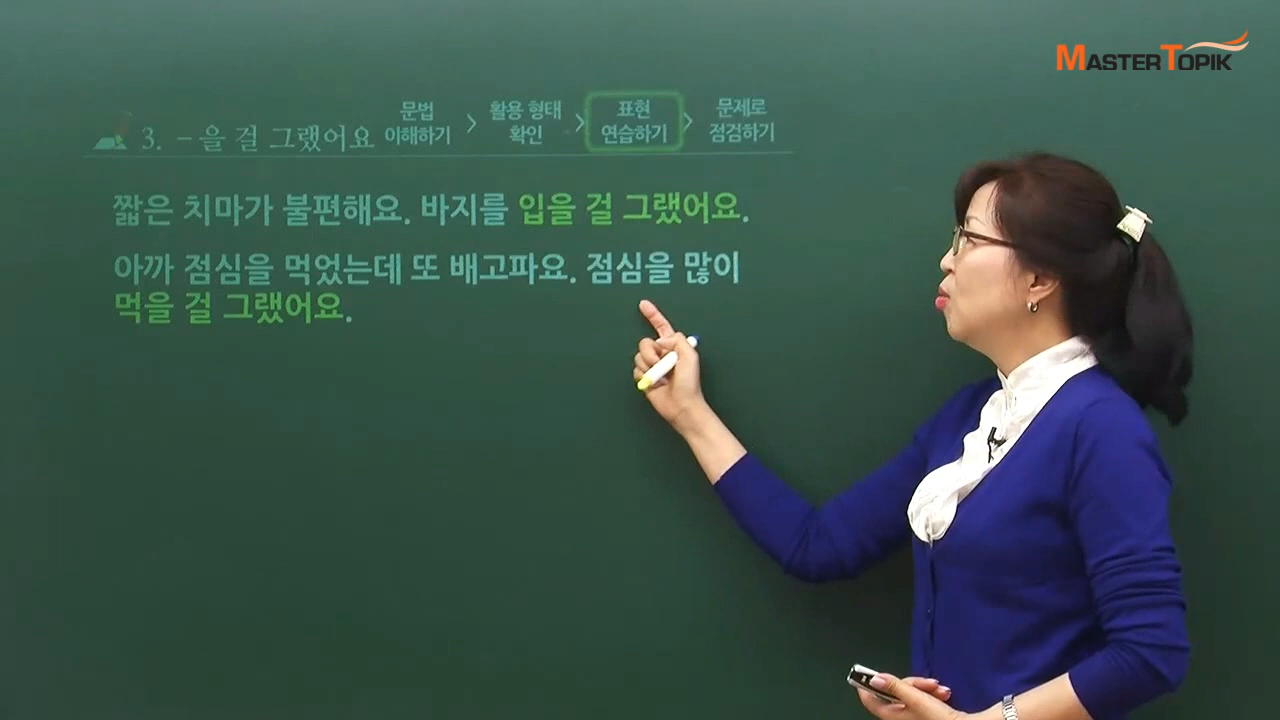 MASTER TOPIK
3. -을 걸 그랬어요
문법
이해하기
활용 형태
확인
표현
연습하기
문제로
점검하기
짧은 치마가 불편해요. 바지를 입을 걸 그랬어요.
아까 점심을 먹었는데 또 배고파요. 점심을 많이
먹을 걸 그랬어요.